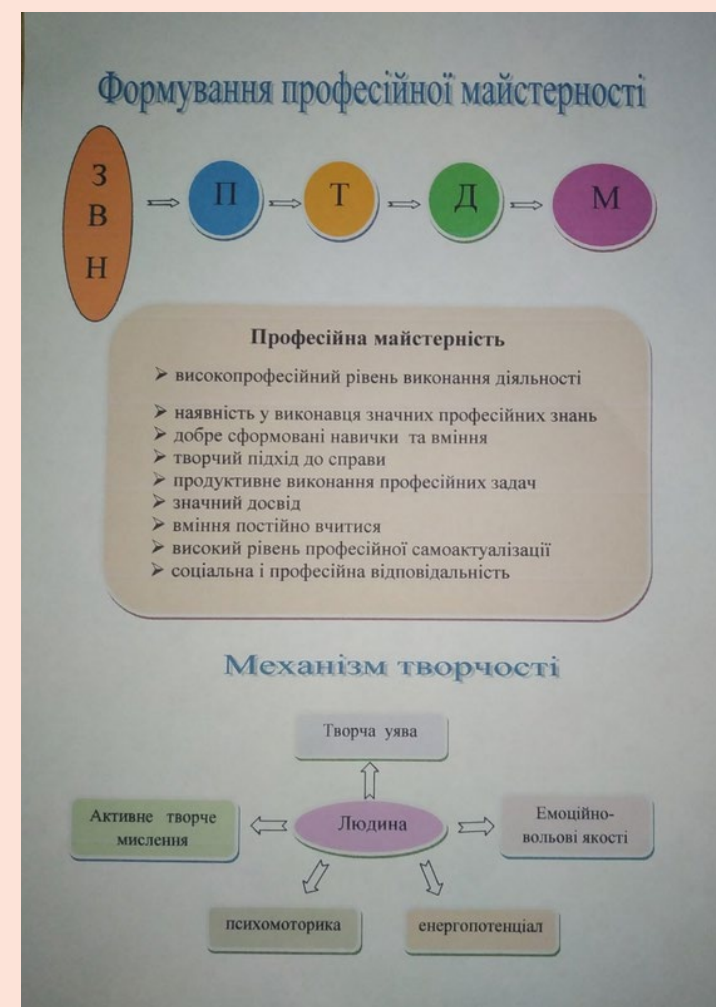 Формування професійної майстерності
З
В
Н
П
Т
Д
М
Професійна майстерність
високопрофесійний рівень виконання діяльності
наявність у виконавця значних професійних знань
добре сформовані навички та вміння
творчий підхід до справи
продуктивне виконання професійних задач
значний досвід
вміння постійно вчитися
високий рівень професійної самоактуалізації
соціальна і професійна відповідальність
Механізм творчості
Творча уява
Активне творче
мислення
Людина
Емоційно-
вольові якості
психомоторика
енергопотенціал